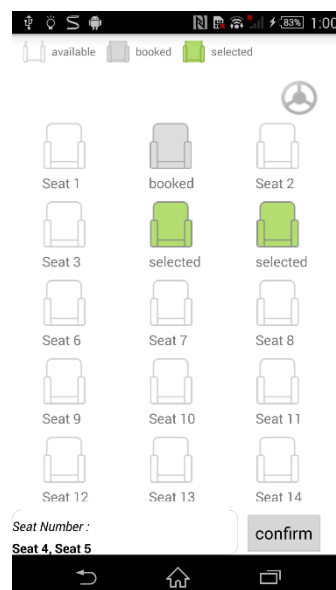 83% 1:00
available booked selected
Seat 1 booked Seat 2
Seat 3 selected selected
Seat 6 Seat 7 Seat 8
Seat 9 Seat 10 Seat 11
Seat 12 Seat 13 Seat 14
Seat Number :
Seat 4, Seat 5
confirm